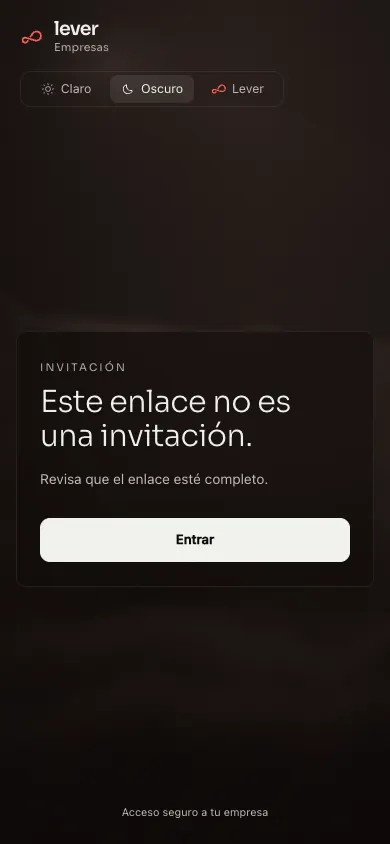 lever
Empresas
Claro
Oscuro
Lever
INVITACIÓN
Este enlace no es
una invitación.
Revisa que el enlace esté completo.
Entrar
Acceso seguro a tu empresa